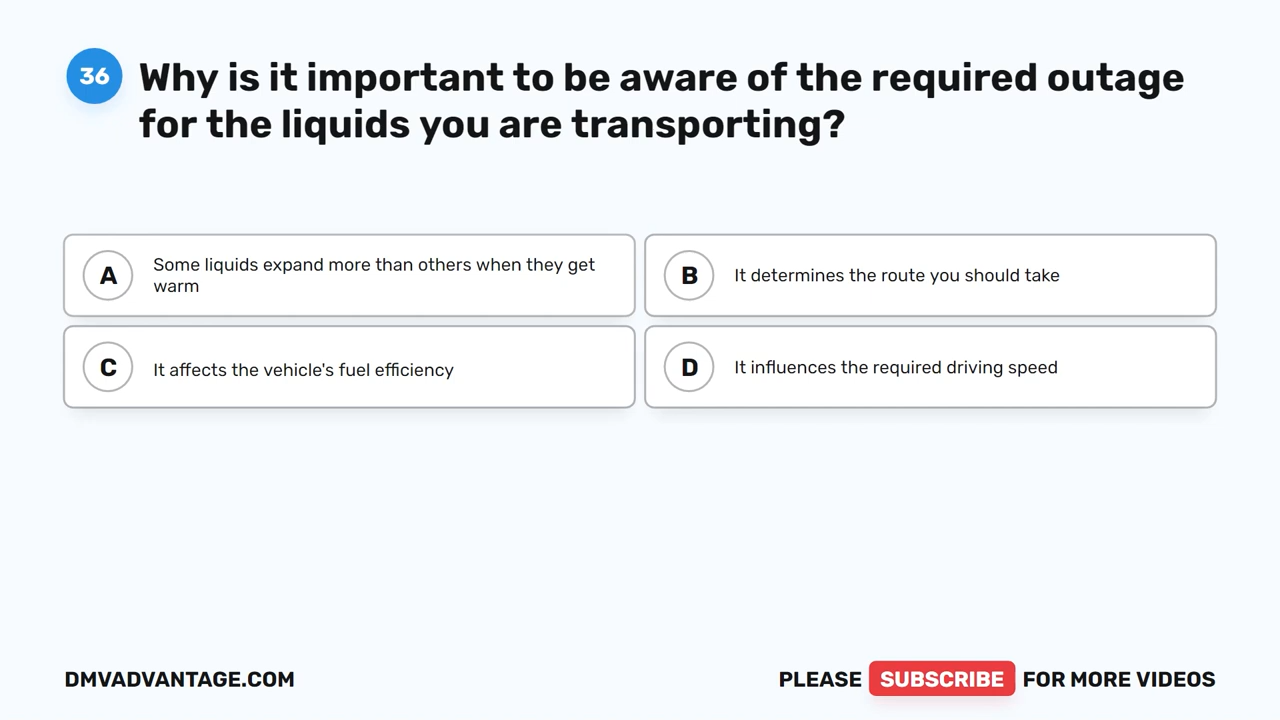 36
Why is it important to be aware of the required outage
for the liquids you are transporting?
A
Some liquids expand more than others when they get
warm
B
It determines the route you should take
C
It affects the vehicle's fuel efficiency
D
It influences the required driving speed
DMVADVANTAGE.COM
PLEASE SUBSCRIBE FOR MORE VIDEOS